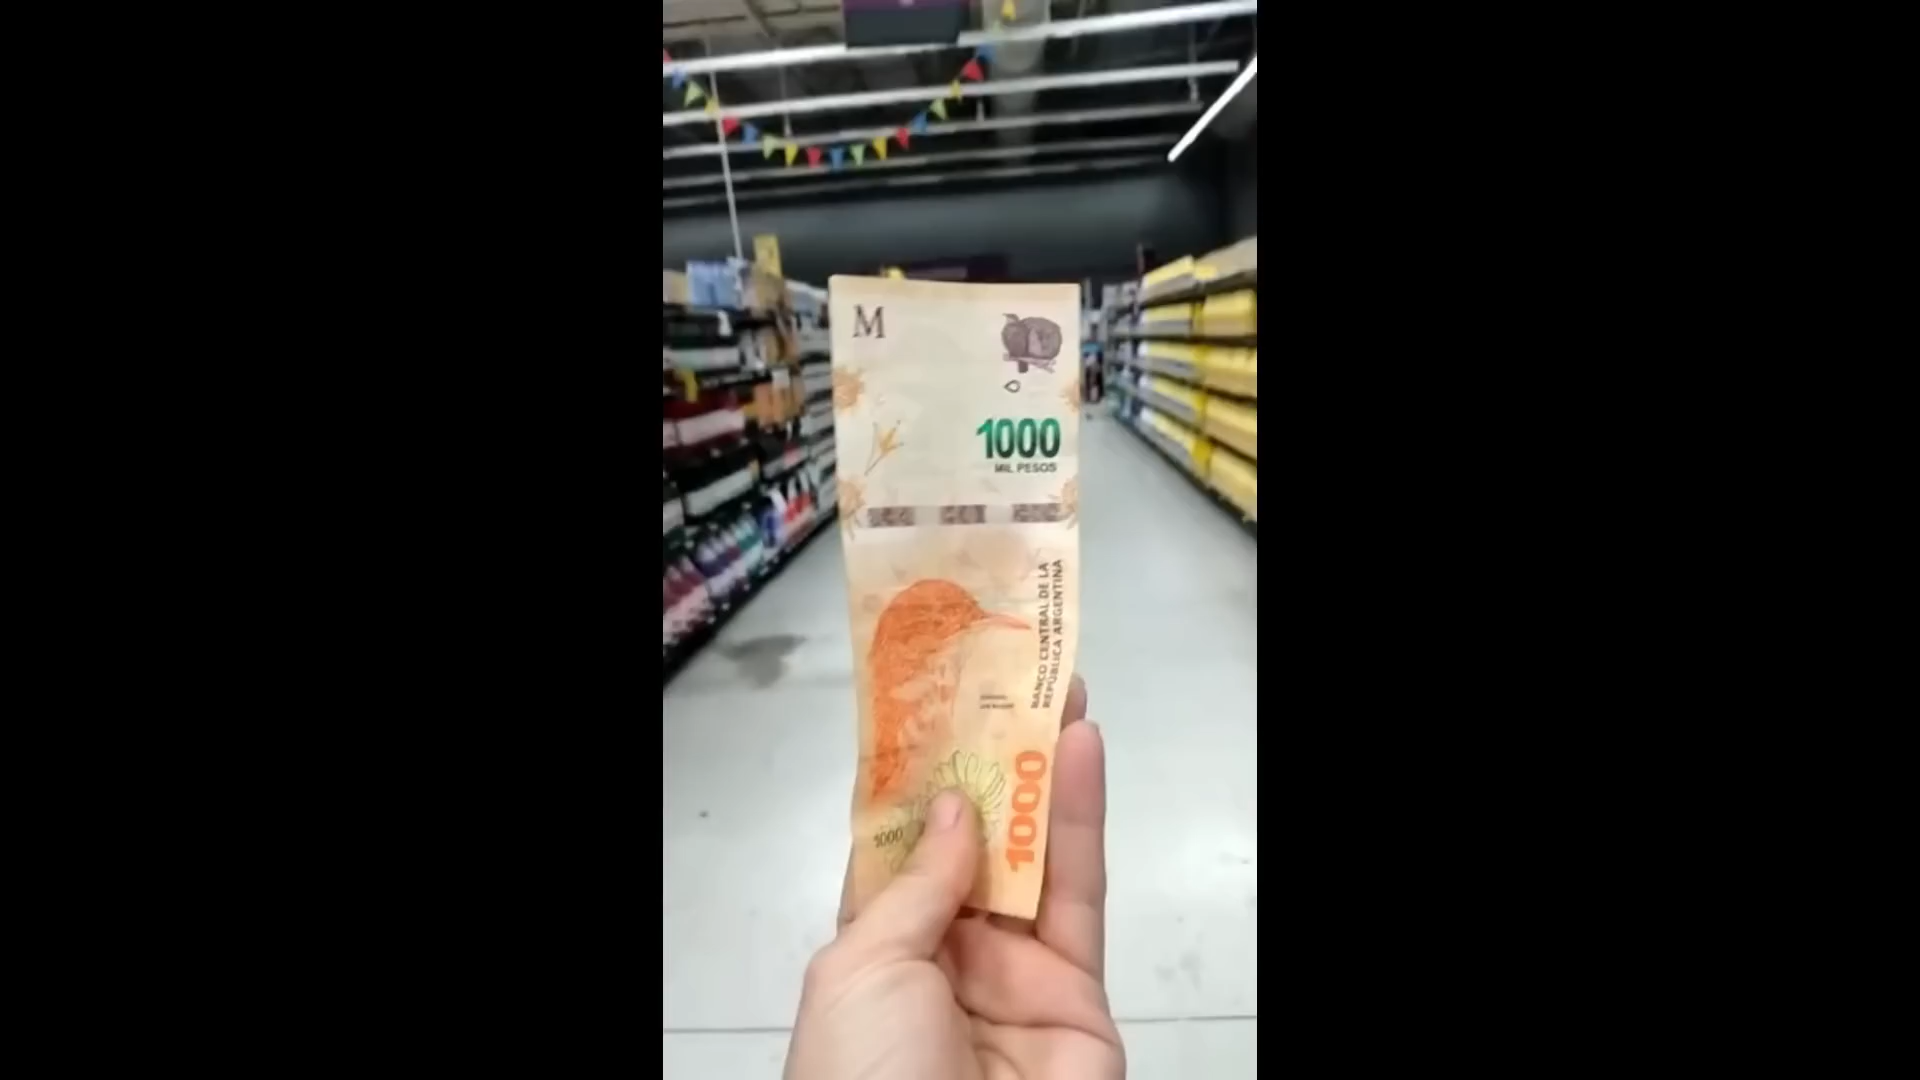 M
1000
MIL PESOS
BANCO CENTRAL DE LA
REPÚBLICA ARGENTINA
1000
1000